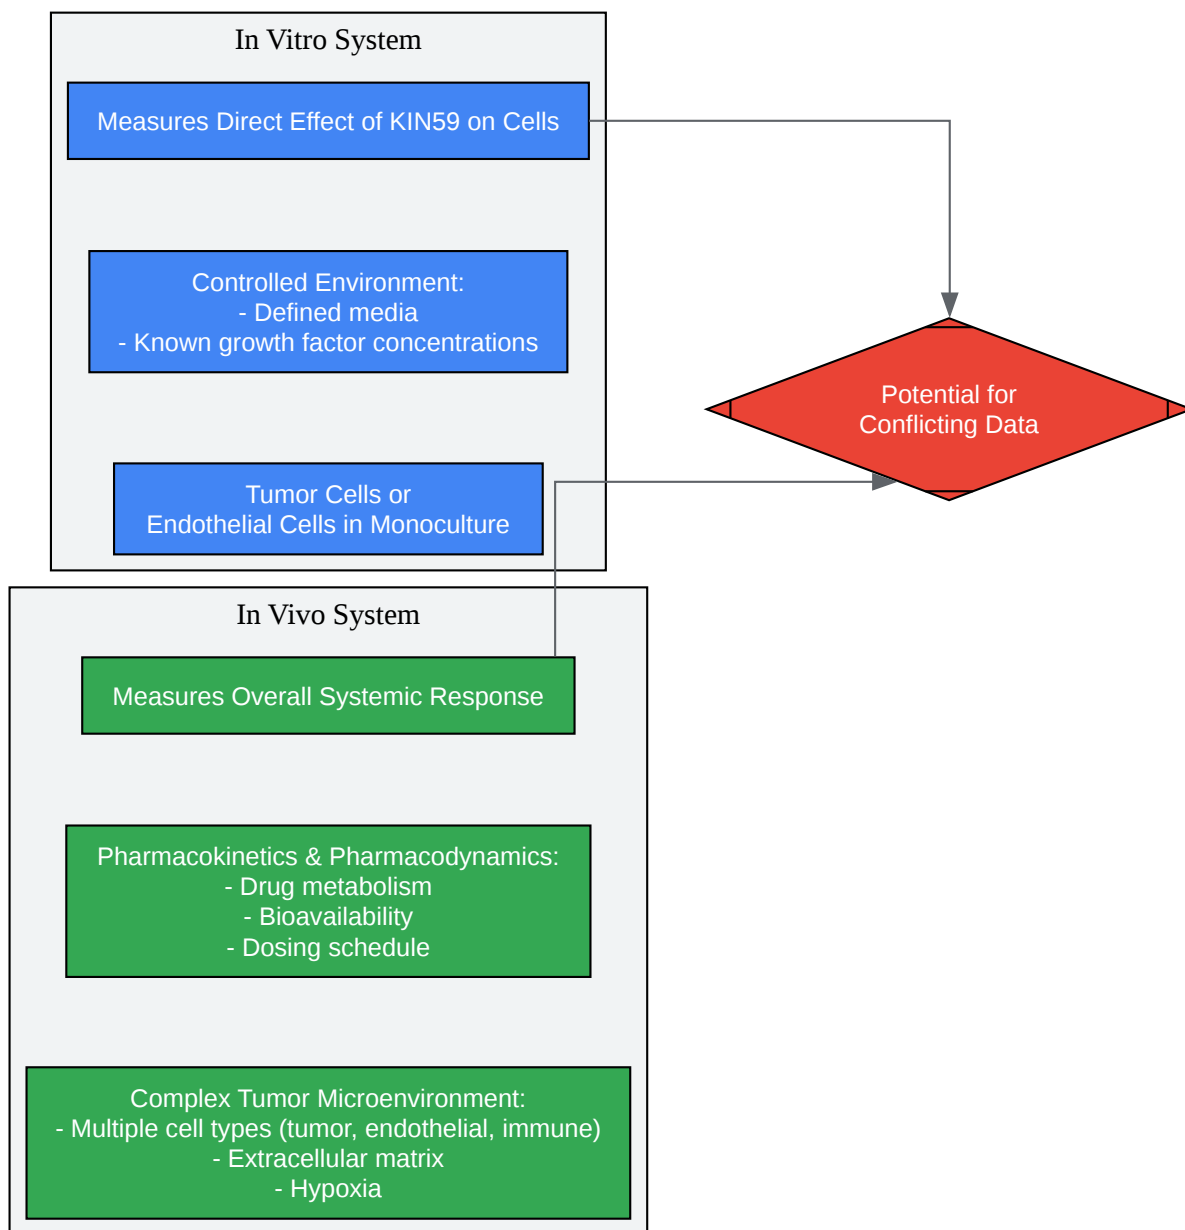 In Vitro System
Measures Direct Effect of KIN59 on Cells
Controlled Environment:
- Defined media
- Known growth factor concentrations
Tumor Cells or
Endothelial Cells in Monoculture
Potential for
Conflicting Data
In Vivo System
Measures Overall Systemic Response
Pharmacokinetics & Pharmacodynamics:
- Drug metabolism
- Bioavailability
- Dosing schedule
Complex Tumor Microenvironment:
- Multiple cell types (tumor, endothelial, immune)
- Extracellular matrix
- Hypoxia